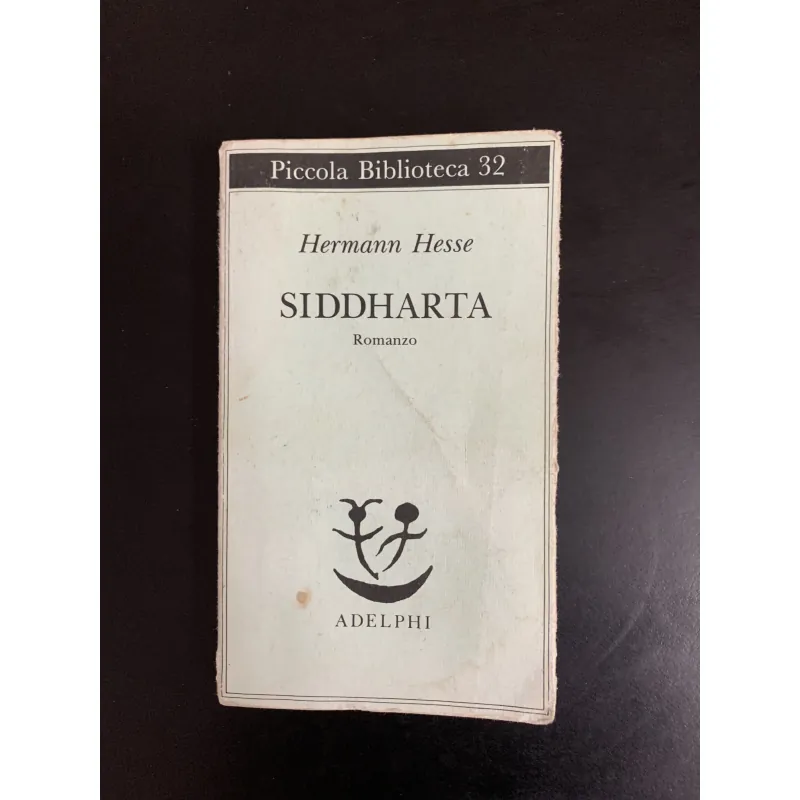 Piccola Biblioteca 32
Hermann Hesse
SIDDHARTA
Romanzo
ADELPHI